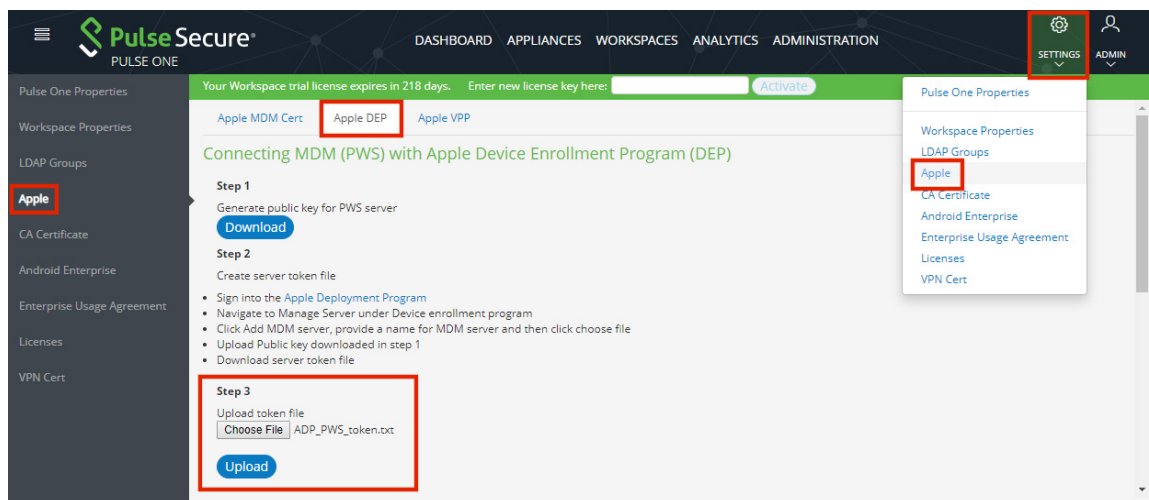 Pulse Secure®
PULSE ONE
DASHBOARD APPLIANCES WORKSPACES ANALYTICS ADMINISTRATION
SETTINGS
ADMIN
Pulse One Properties
Workspace Properties
LDAP Groups
Apple
CA Certificate
Android Enterprise
Enterprise Usage Agreement
Licenses
VPN Cert
Your Workspace trial license expires in 218 days. Enter new license key here: Activate
Apple MDM Cert Apple DEP Apple VPP
Connecting MDM (PWS) with Apple Device Enrollment Program (DEP)
Step 1
Generate public key for PWS server
Download
Step 2
Create server token file
• Sign into the Apple Deployment Program
• Navigate to Manage Server under Device enrollment program
• Click Add MDM server, provide a name for MDM server and then click choose file
• Upload Public key downloaded in step 1
• Download server token file
Step 3
Upload token file
Choose File ADP_PWS_token.txt
Upload
Pulse One Properties
Workspace Properties
LDAP Groups
Apple
CA Certificate
Android Enterprise
Enterprise Usage Agreement
Licenses
VPN Cert